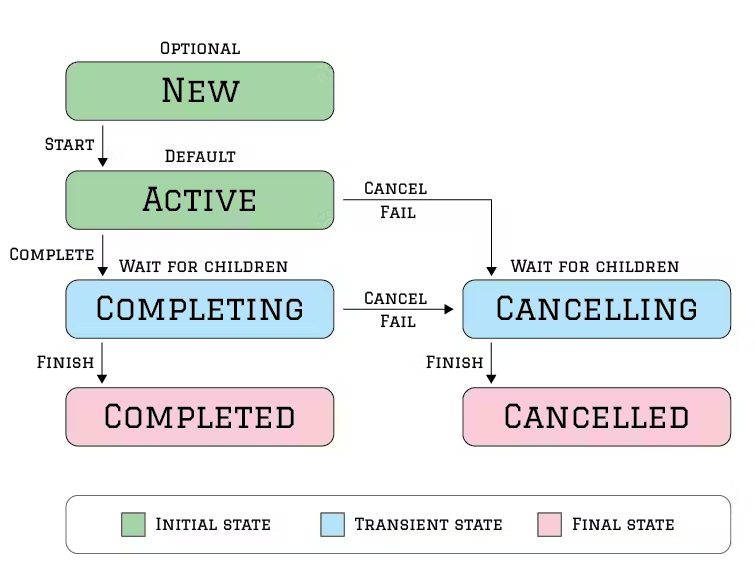 Optional
New
Start
Default
Active
Cancel
Fail
Complete
Wait for children
Wait for children
Completing
Cancel
Fail
Cancelling
Finish
Finish
Completed
Cancelled
Initial state
Transient state
Final state